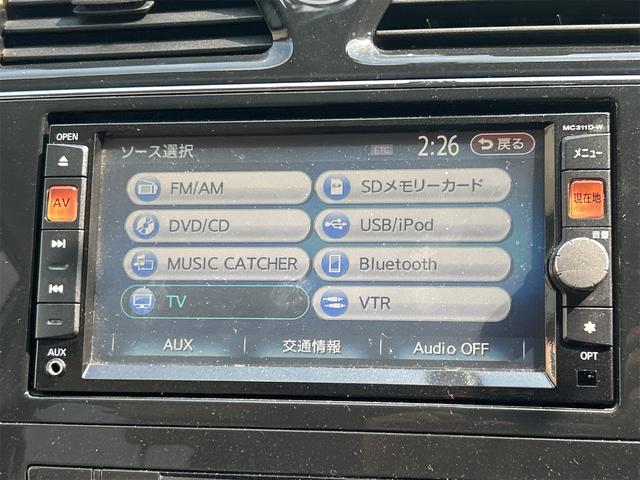 OPEN
MC311D-W
ソース選択
ETC
2:26
戻る
メニュー
FM/AM
SDメモリーカード
AV
現在地
DVD/CD
USB/iPod
音量
MUSIC CATCHER
Bluetooth
TV
VTR
AUX
交通情報
Audio OFF
AUX
OPT